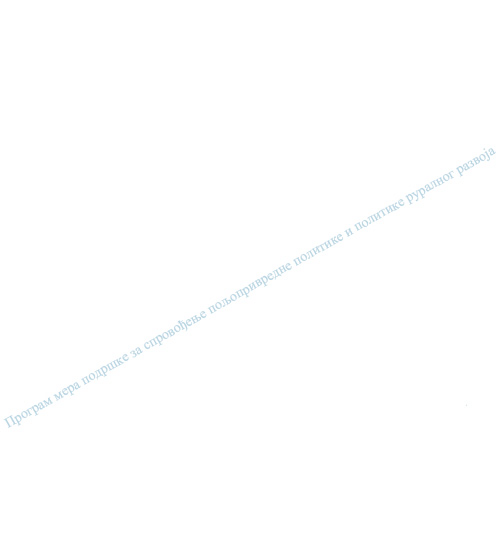 Програм мера подршке за спровођење пољопривредне политике и политике руралног развоја